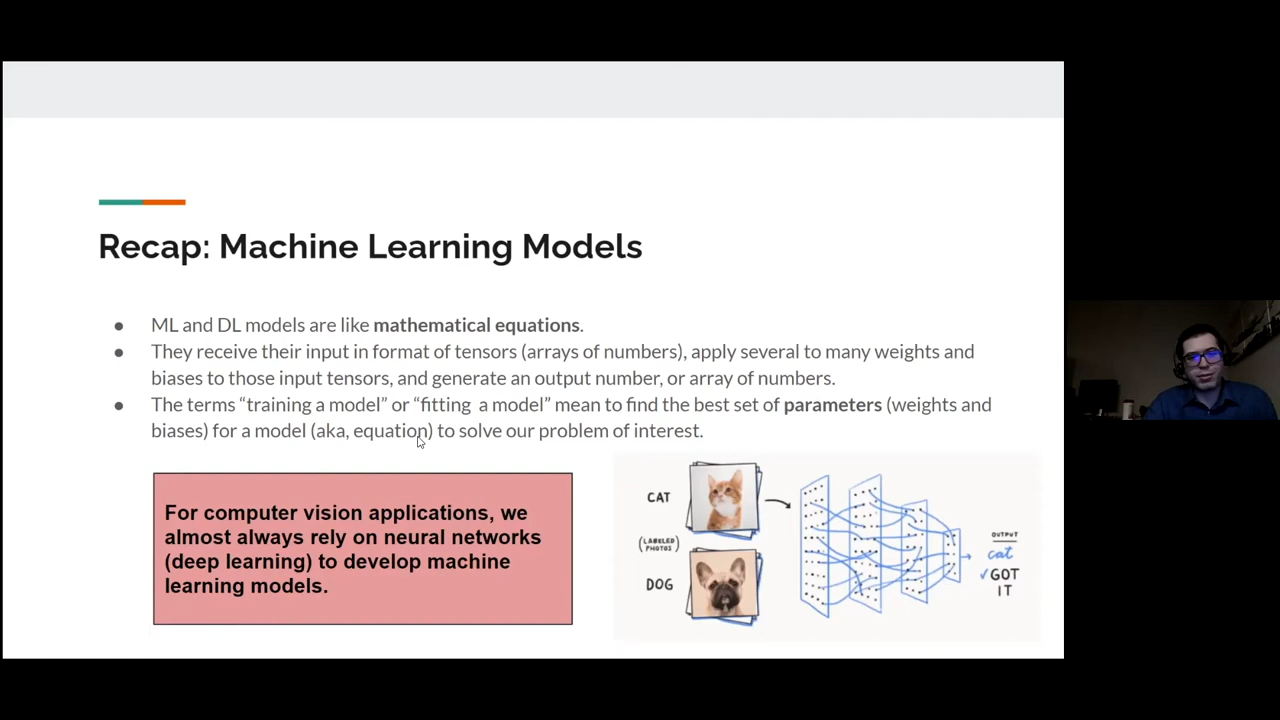 Recap: Machine Learning Models
● ML and DL models are like mathematical equations.
● They receive their input in format of tensors (arrays of numbers), apply several to many weights and
biases to those input tensors, and generate an output number, or array of numbers.
● The terms “training a model” or “fitting a model” mean to find the best set of parameters (weights and
biases) for a model (aka, equation) to solve our problem of interest.
For computer vision applications, we
almost always rely on neural networks
(deep learning) to develop machine
learning models.
CAT
(LABELED
PHOTOS)
DOG
OUTPUT
cat
✓GOT
IT